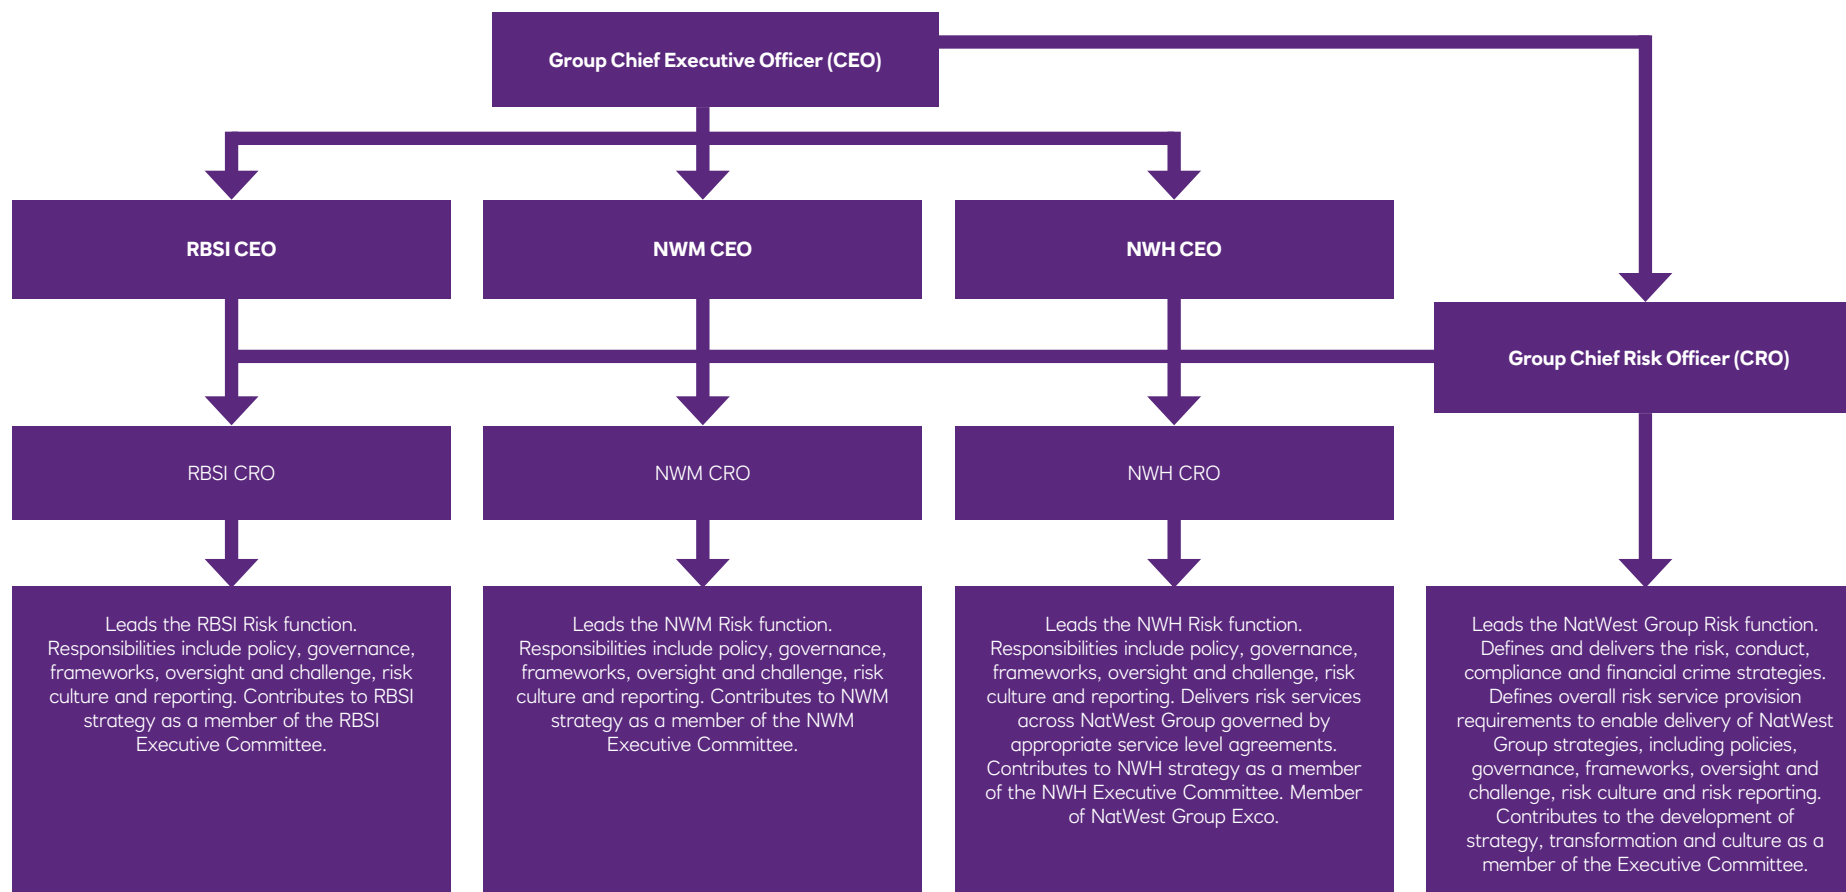 Group Chief Executive Officer (CEO)
RBSI CEO
NWM CEO
NWH CEO
Group Chief Risk Officer (CRO)
RBSI CRO
NWM CRO
NWH CRO
Leads the RBSI Risk function.
Responsibilities include policy, governance,
frameworks, oversight and challenge, risk
culture and reporting. Contributes to RBSI
strategy as a member of the RBSI
Executive Committee.
Leads the NWM Risk function.
Responsibilities include policy, governance,
frameworks, oversight and challenge, risk
culture and reporting. Contributes to NWM
strategy as a member of the NWM
Executive Committee.
Leads the NWH Risk function.
Responsibilities include policy, governance,
frameworks, oversight and challenge, risk
culture and reporting. Delivers risk services
across NatWest Group governed by
appropriate service level agreements.
Contributes to NWH strategy as a member
of the NWH Executive Committee. Member
of NatWest Group Exco.
Leads the NatWest Group Risk function.
Defines and delivers the risk, conduct,
compliance and financial crime strategies.
Defines overall risk service provision
requirements to enable delivery of NatWest
Group strategies, including policies,
governance, frameworks, oversight and
challenge, risk culture and risk reporting.
Contributes to the development of
strategy, transformation and culture as a
member of the Executive Committee.